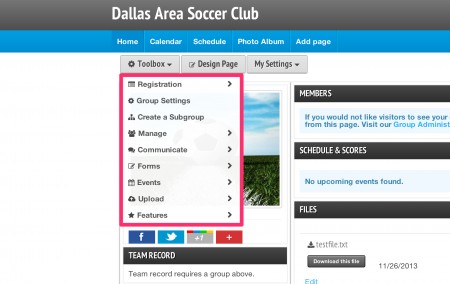 Dallas Area Soccer Club
Home Calendar Schedule Photo Album Add page
Toolbox Design Page My Settings
Registration
Group Settings
Create a Subgroup
Manage
Communicate
Forms
Events
Upload
Features
+1
TEAM RECORD
Team record requires a group above.
MEMBERS
If you would not like visitors to see your
from this page. Visit our Group Administ
SCHEDULE & SCORES
No upcoming events found.
FILES
testfile.txt
Download this file
11/26/2013
Edit